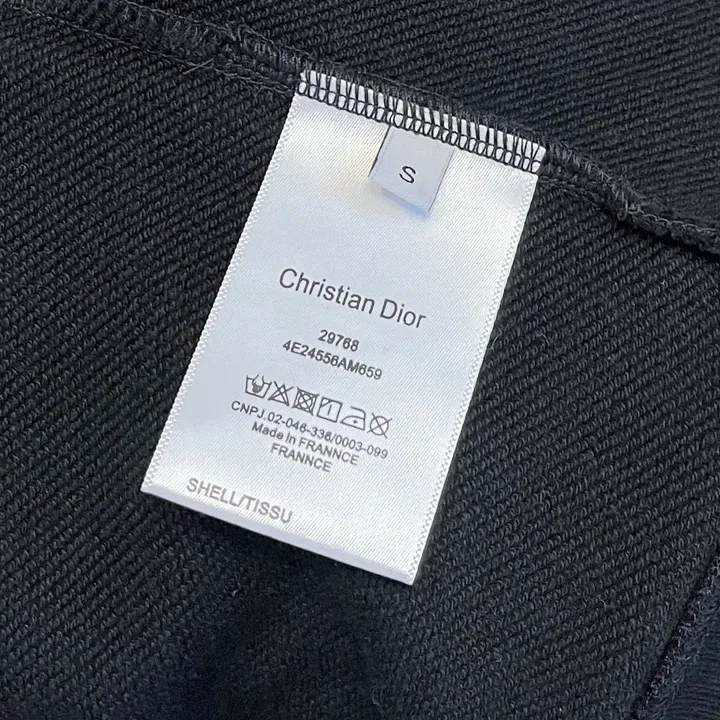 S
Christian Dior
29768
4E24556AM659
CNPJ.02-046-336/0003-099
Made in FRANNCE
FRANNCE
SHELL/TISSU